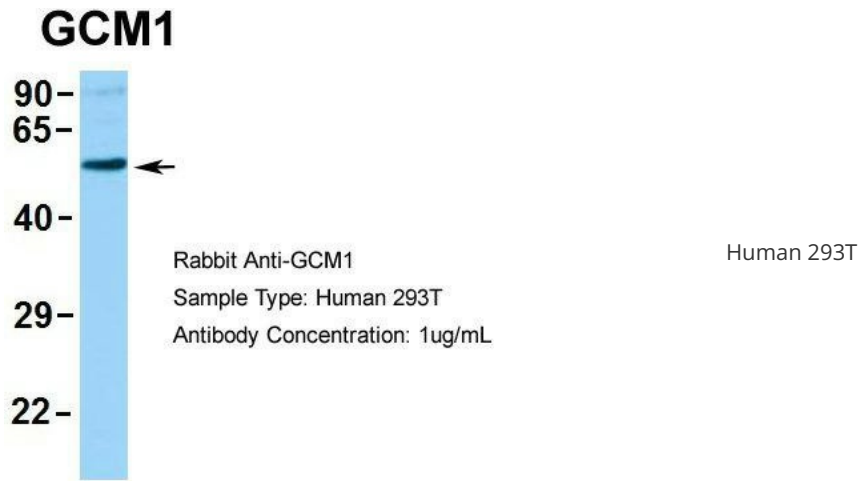 GCM1
90-
65-
40-
29-
22-
Rabbit Anti-GCM1
Sample Type: Human 293T
Antibody Concentration: 1ug/mL
Human 293T